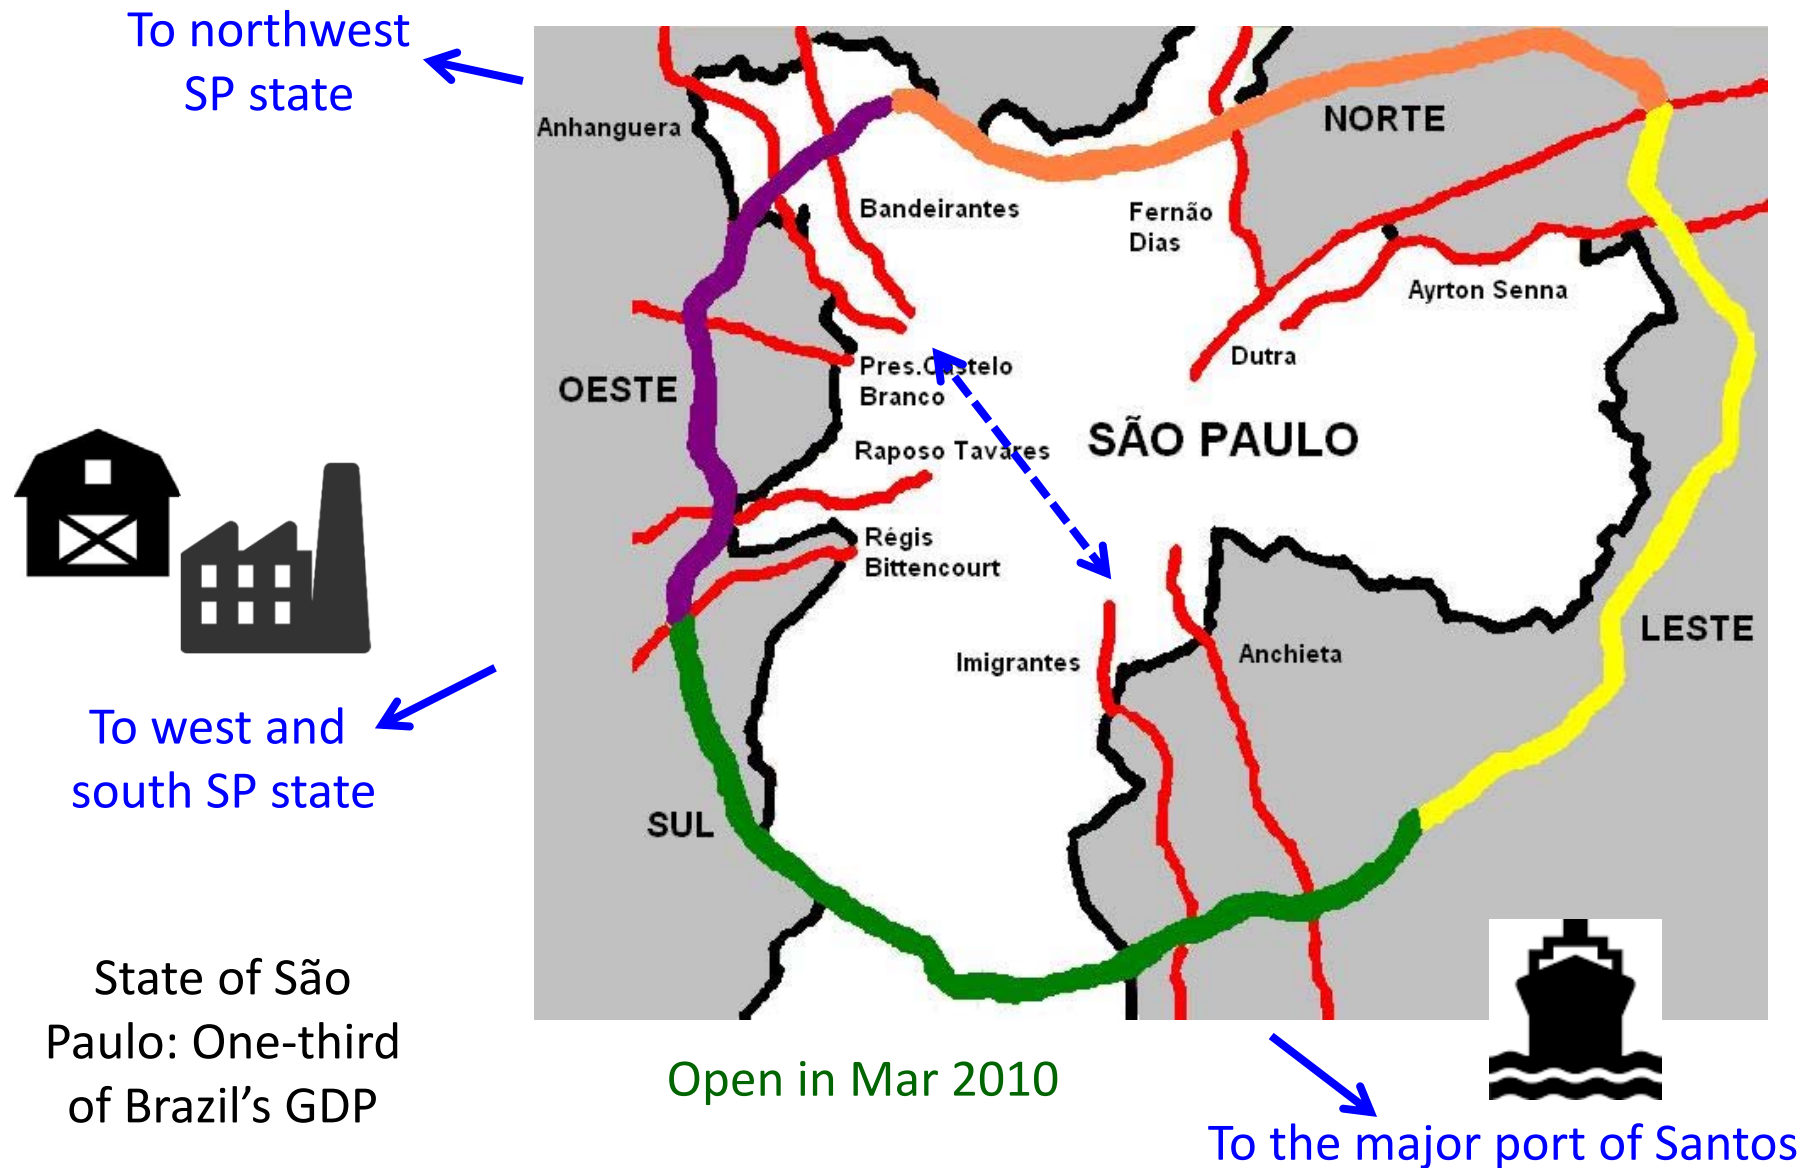 To northwest
SP state
Anhanguera
NORTE
Bandeirantes
Fernão
Dias
Ayrton Senna
Dutra
Pres.Castelo
Branco
OESTE
SÃO PAULO
Raposo Tavares
Régis
Bittencourt
LESTE
Imigrantes
Anchieta
To west and
south SP state
SUL
State of São
Paulo: One-third
of Brazil’s GDP
Open in Mar 2010
To the major port of Santos